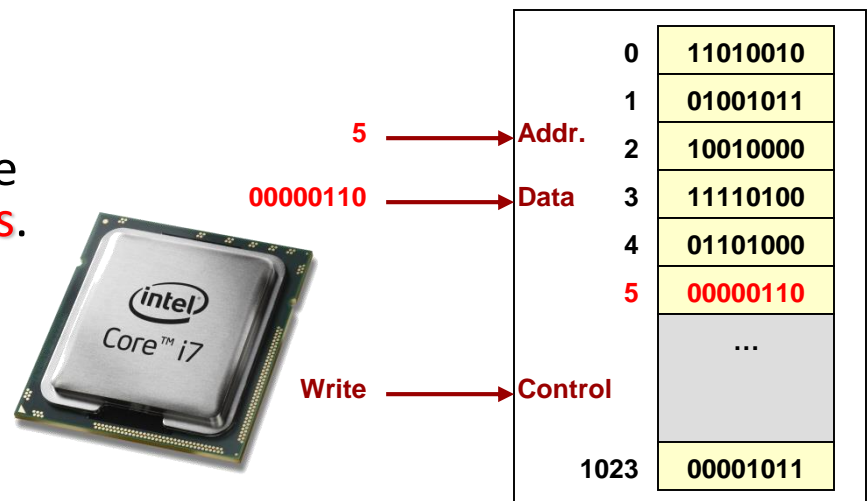 0 11010010
1 01001011
5 Addr. 2 10010000
e
00000110 Data 3 11110100
s.
4 01101000
5 00000110
intel
Core™ i7
...
Write Control
1023 00001011